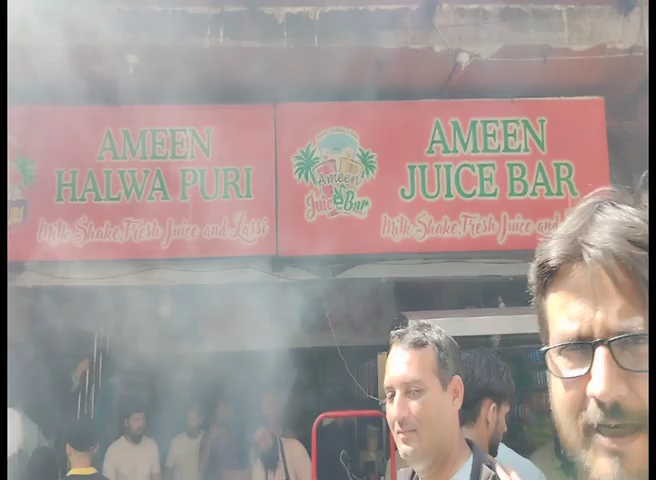 AMEEN
HALWA PURI
Milk Shake, Fresh Juice and Lassi
Ameen
Juice Bar
AMEEN
JUICE BAR
Milk Shake, Fresh Juice and